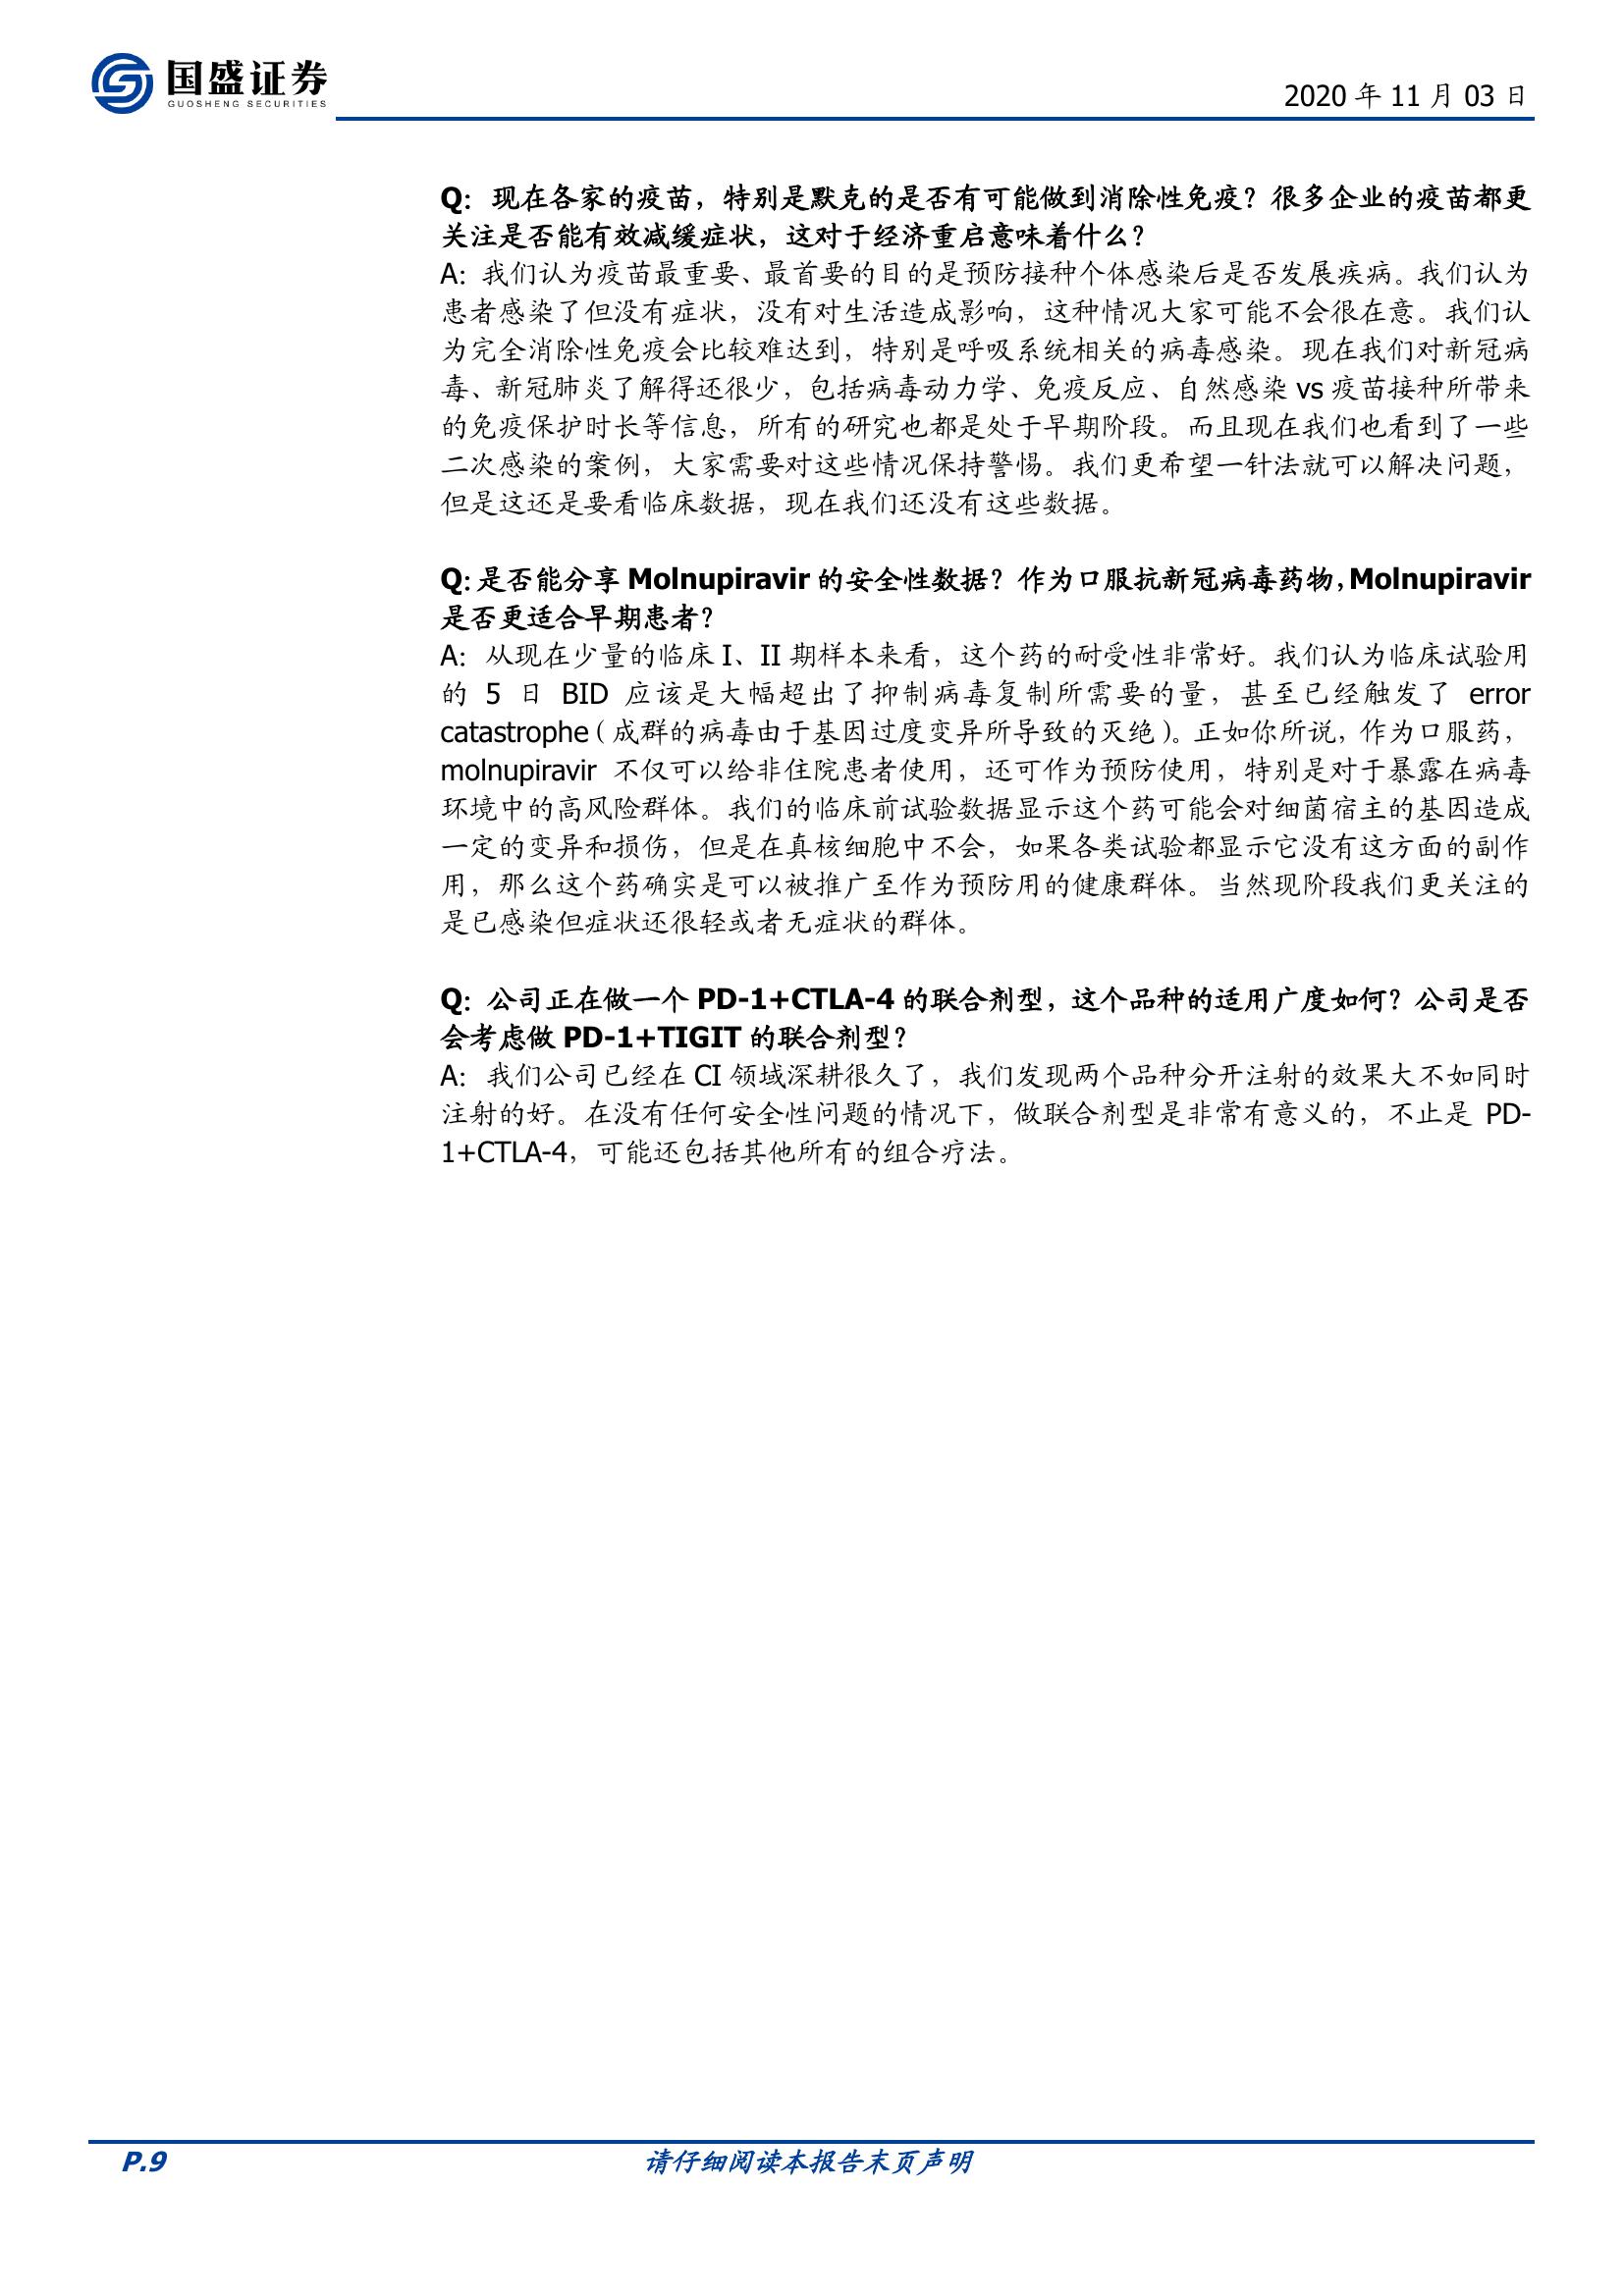 国盛证券
GUOSHENG SECURITIES
2020 年 11 月 03 日
Q：现在各家的疫苗，特别是默克的是否有可能做到消除性免疫？很多企业的疫苗都更
关注是否能有效减缓症状，这对于经济重启意味着什么？
A：我们认为疫苗最重要、最首要的目的是预防接种个体感染后是否发展疾病。我们认为
患者感染了但没有症状，没有对生活造成影响，这种情况大家可能不会很在意。我们认
为完全消除性免疫会比较难达到，特别是呼吸系统相关的病毒感染。现在我们对新冠病
毒、新冠肺炎了解得还很少，包括病毒动力学、免疫反应、自然感染 vs 疫苗接种所带来
的免疫保护时长等信息，所有的研究也都是处于早期阶段。而且现在我们也看到了一些
二次感染的案例，大家需要对这些情况保持警惕。我们更希望一针法就可以解决问题，
但是这还是要看临床数据，现在我们还没有这些数据。
Q：是否能分享 Molnupiravir 的安全性数据？作为口服抗新冠病毒药物，Molnupiravir
是否更适合早期患者？
A：从现在少量的临床 I、II 期样本来看，这个药的耐受性非常好。我们认为临床试验用
的 5 日 BID 应该是大幅超出了抑制病毒复制所需要的量，甚至已经触发了 error
catastrophe（成群的病毒由于基因过度变异所导致的灭绝）。正如你所说，作为口服药，
molnupiravir 不仅可以给非住院患者使用，还可作为预防使用，特别是对于暴露在病毒
环境中的高风险群体。我们的临床前试验数据显示这个药可能会对细菌宿主的基因造成
一定的变异和损伤，但是在真核细胞中不会，如果各类试验都显示它没有这方面的副作
用，那么这个药确实是可以被推广至作为预防用的健康群体。当然现阶段我们更关注的
是已感染但症状还很轻或者无症状的群体。
Q：公司正在做一个 PD-1+CTLA-4 的联合剂型，这个品种的适用广度如何？公司是否
会考虑做 PD-1+TIGIT 的联合剂型？
A：我们公司已经在 CI 领域深耕很久了，我们发现两个品种分开注射的效果大不如同时
注射的好。在没有任何安全性问题的情况下，做联合剂型是非常有意义的，不止是 PD-
1+CTLA-4，可能还包括其他所有的组合疗法。
P.9
请仔细阅读本报告末页声明